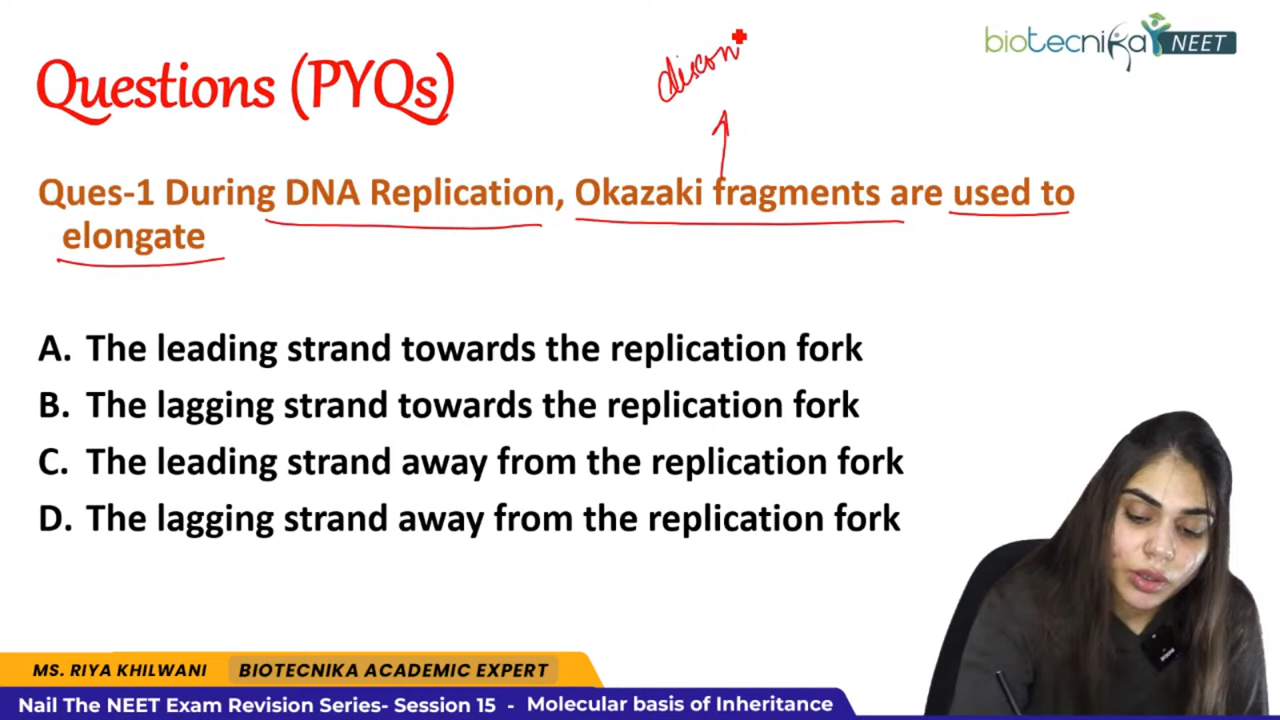 biotecnika NEET
discon
Questions (PYQs)
Ques-1 During DNA Replication, Okazaki fragments are used to
elongate
A. The leading strand towards the replication fork
B. The lagging strand towards the replication fork
C. The leading strand away from the replication fork
D. The lagging strand away from the replication fork
MS. RIYA KHILWANI BIOTECNIKA ACADEMIC EXPERT
Nail The NEET Exam Revision Series- Session 15 - Molecular basis of Inheritance